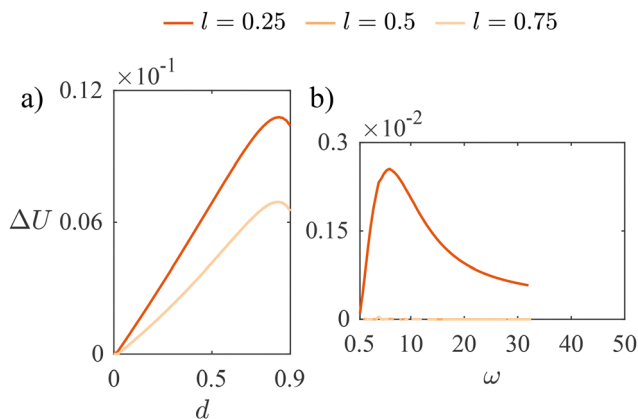 l = 0.25 l = 0.5 l = 0.75
a) ×10⁻¹ b) ×10⁻²
0.12
0.06
0
ΔU
0 0.5 0.9
d
0.3
0.15
0
0.5 10 20 30 40 50
ω